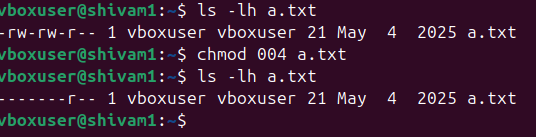 vboxuser@shivam1:~$ ls -lh a.txt
-rw-rw-r-- 1 vboxuser vboxuser 21 May  4  2025 a.txt
vboxuser@shivam1:~$ chmod 004 a.txt
vboxuser@shivam1:~$ ls -lh a.txt
-------r-- 1 vboxuser vboxuser 21 May  4  2025 a.txt
vboxuser@shivam1:~$